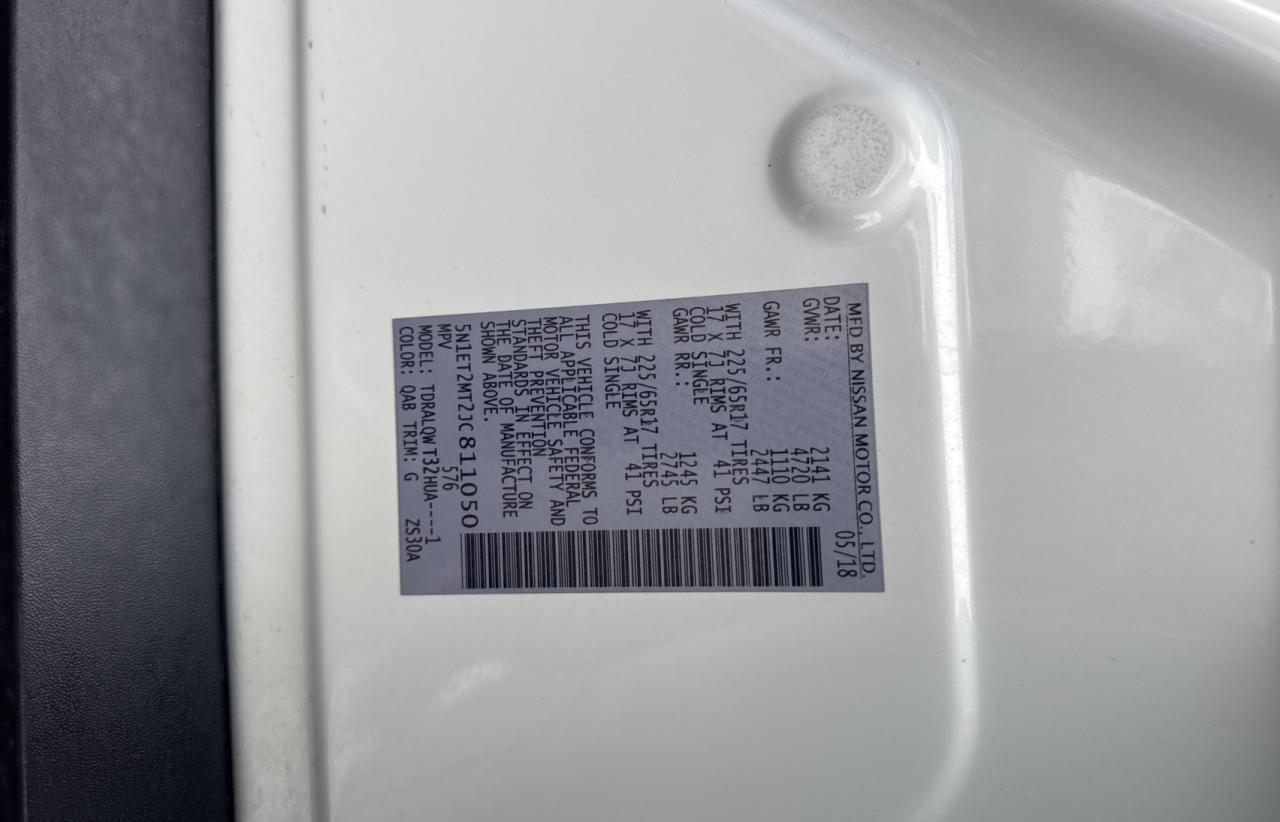 MFD BY NISSAN MOTOR CO., LTD.
DATE: 05/18
GVWR: 2141 KG
4720 LB
GAWR FR.: 1110 KG
2447 LB
WITH 225/65R17 TIRES
17 X 7J RIMS AT 41 PSI
COLD SINGLE
GAWR RR.: 1245 KG
2745 LB
WITH 225/65R17 TIRES
17 X 7J RIMS AT 41 PSI
COLD SINGLE
THIS VEHICLE CONFORMS TO
ALL APPLICABLE FEDERAL
MOTOR VEHICLE SAFETY AND
THEFT PREVENTION
STANDARDS IN EFFECT ON
THE DATE OF MANUFACTURE
SHOWN ABOVE.
5N1ET2MT2JC811050
MPV 576
MODEL: TDRALQW T32HUA----1
COLOR: QAB TRIM: G ZS30A